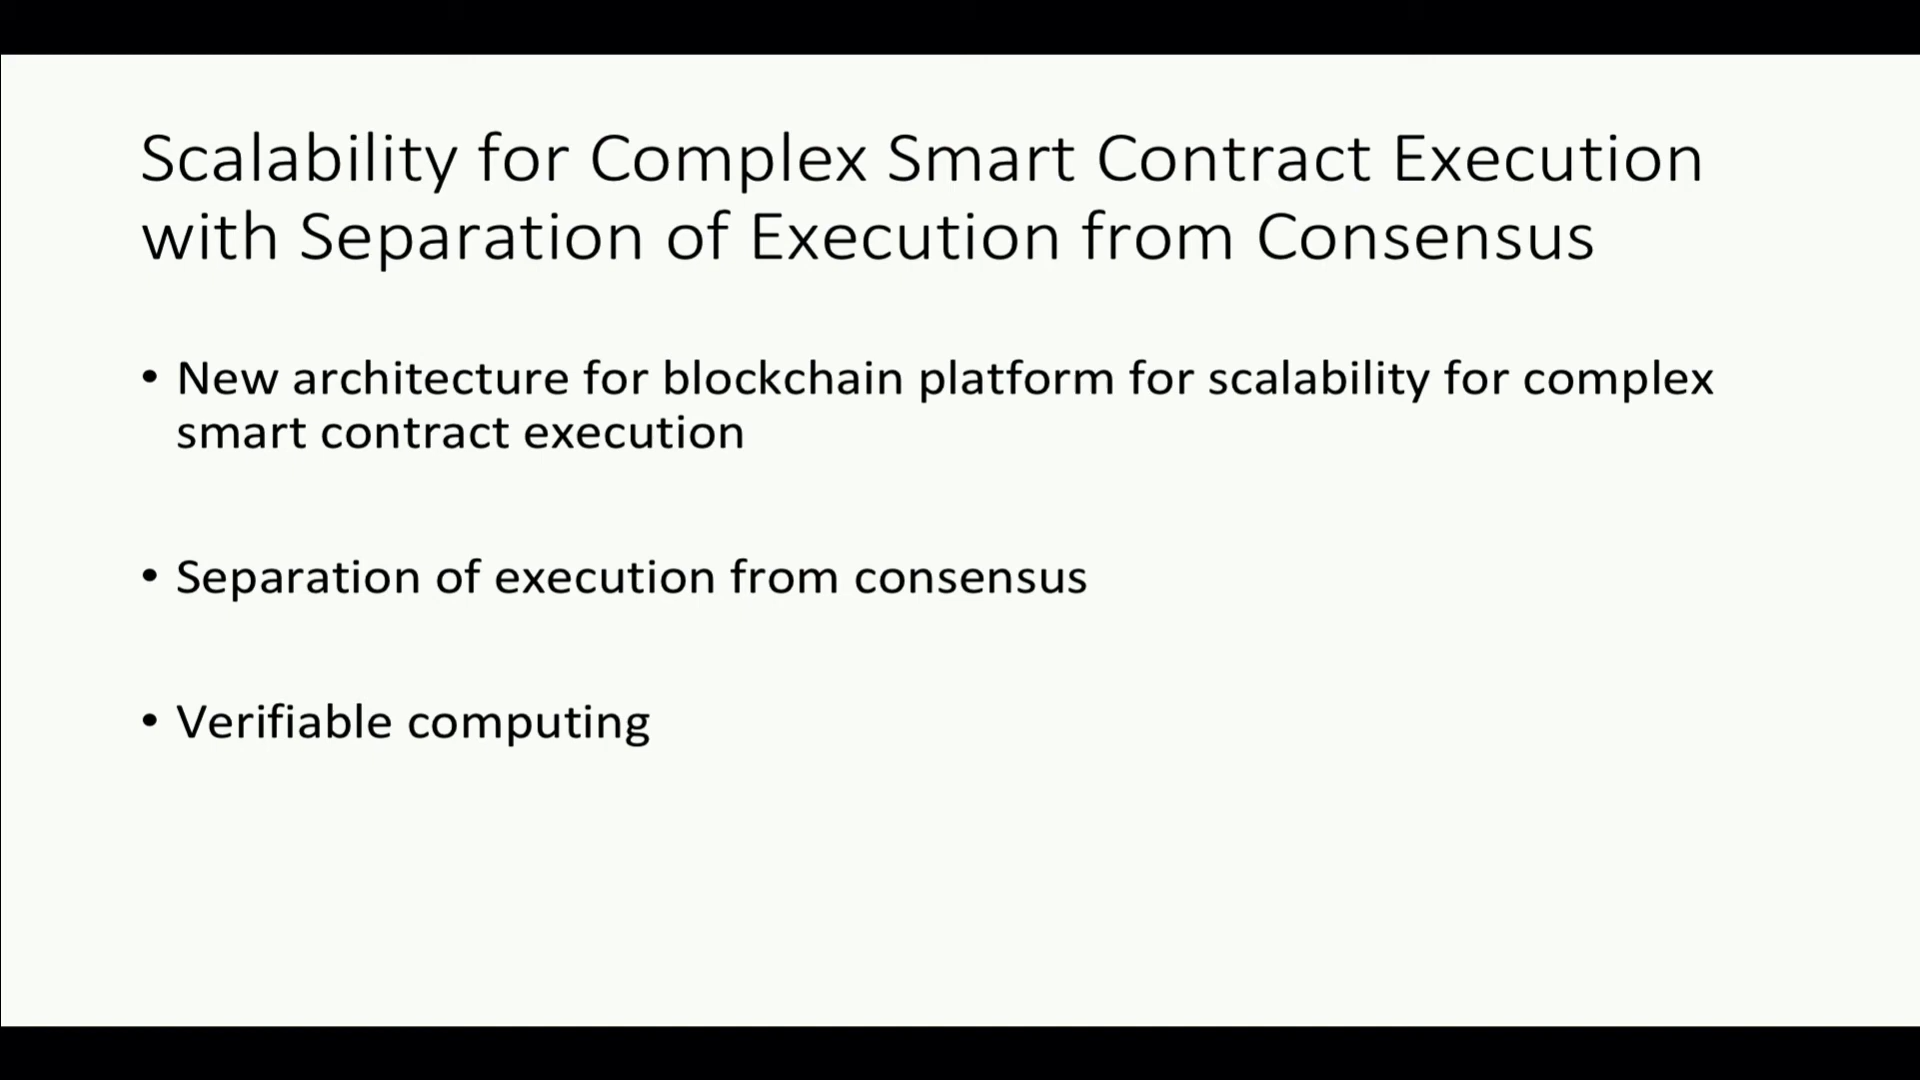 Scalability for Complex Smart Contract Execution
with Separation of Execution from Consensus
• New architecture for blockchain platform for scalability for complex
smart contract execution
• Separation of execution from consensus
• Verifiable computing